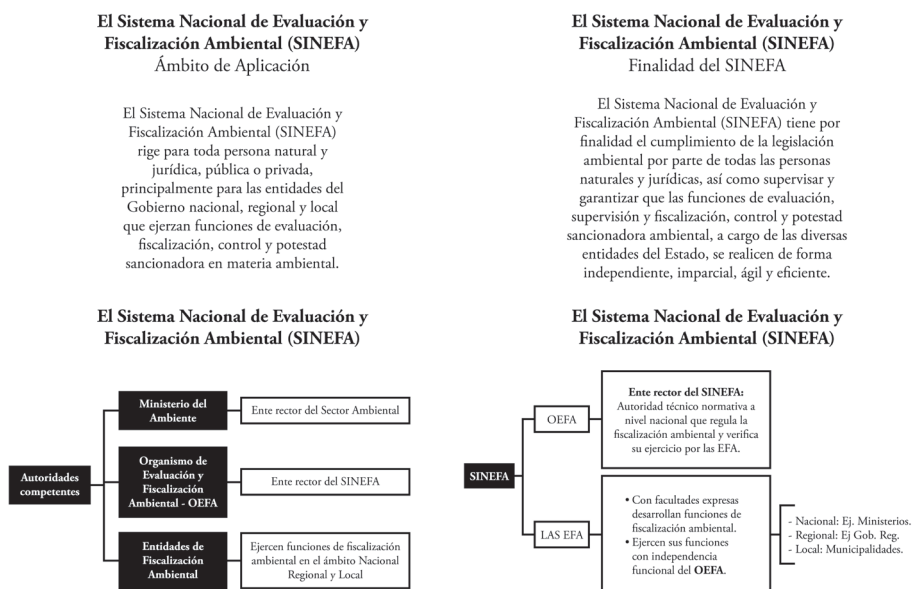 El Sistema Nacional de Evaluación y
Fiscalización Ambiental (SINEFA)
Ámbito de Aplicación
El Sistema Nacional de Evaluación y
Fiscalización Ambiental (SINEFA)
rige para toda persona natural y
jurídica, pública o privada,
principalmente para las entidades del
Gobierno nacional, regional y local
que ejerzan funciones de evaluación,
fiscalización, control y potestad
sancionadora en materia ambiental.
El Sistema Nacional de Evaluación y
Fiscalización Ambiental (SINEFA)
Finalidad del SINEFA
El Sistema Nacional de Evaluación y
Fiscalización Ambiental (SINEFA) tiene por
finalidad el cumplimiento de la legislación
ambiental por parte de todas las personas
naturales y jurídicas, así como supervisar y
garantizar que las funciones de evaluación,
supervisión y fiscalización, control y potestad
sancionadora ambiental, a cargo de las diversas
entidades del Estado, se realicen de forma
independiente, imparcial, ágil y eficiente.
El Sistema Nacional de Evaluación y
Fiscalización Ambiental (SINEFA)
Autoridades
competentes
Ministerio del
Ambiente
Ente rector del Sector Ambiental
Organismo de
Evaluación y
Fiscalización
Ambiental - OEFA
Ente rector del SINEFA
Entidades de
Fiscalización
Ambiental
Ejercen funciones de fiscalización
ambiental en el ámbito Nacional
Regional y Local
El Sistema Nacional de Evaluación y
Fiscalización Ambiental (SINEFA)
SINEFA
OEFA
Ente rector del SINEFA:
Autoridad técnico normativa a
nivel nacional que regula la
fiscalización ambiental y verifica
su ejercicio por las EFA.
LAS EFA
• Con facultades expresas
desarrollan funciones de
fiscalización ambiental.
• Ejercen sus funciones
con independencia
funcional del OEFA.
- Nacional: Ej. Ministerios.
- Regional: Ej Gob. Reg.
- Local: Municipalidades.